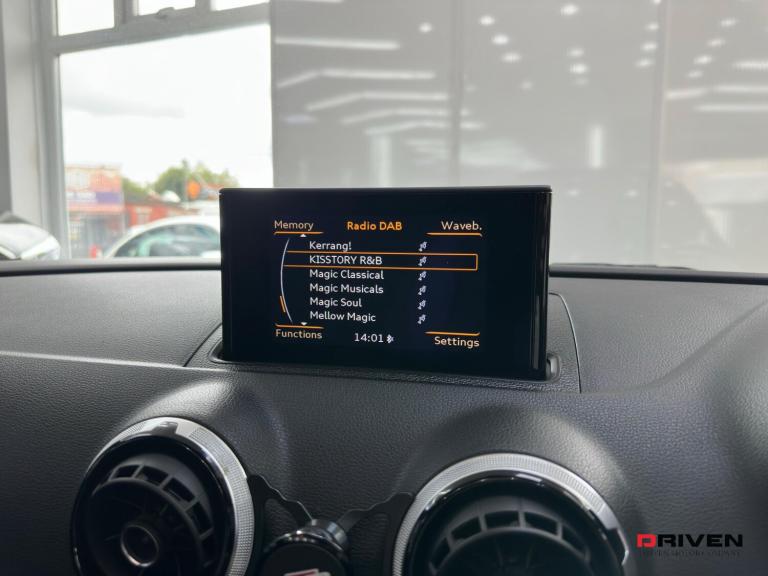 Memory Radio DAB Waveb.
Kerrang!
KISSTORY R&B
Magic Classical
Magic Musicals
Magic Soul
Mellow Magic
Functions 14:01 Settings
DRIVEN